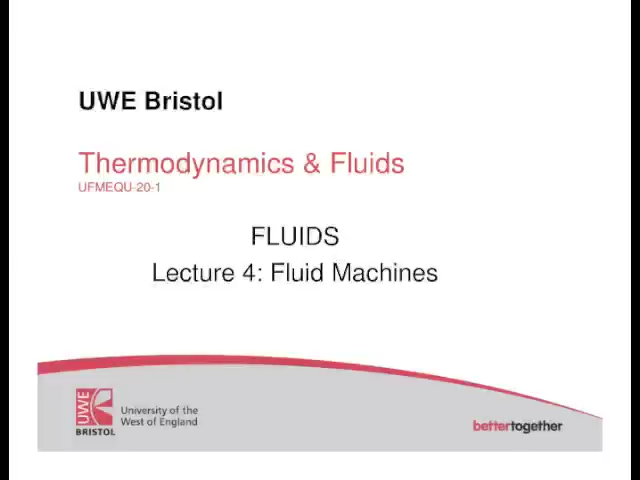 UWE Bristol
Thermodynamics & Fluids
UFMEQU-20-1
FLUIDS
Lecture 4: Fluid Machines
UWE
BRISTOL
University of the
West of England
bettertogether